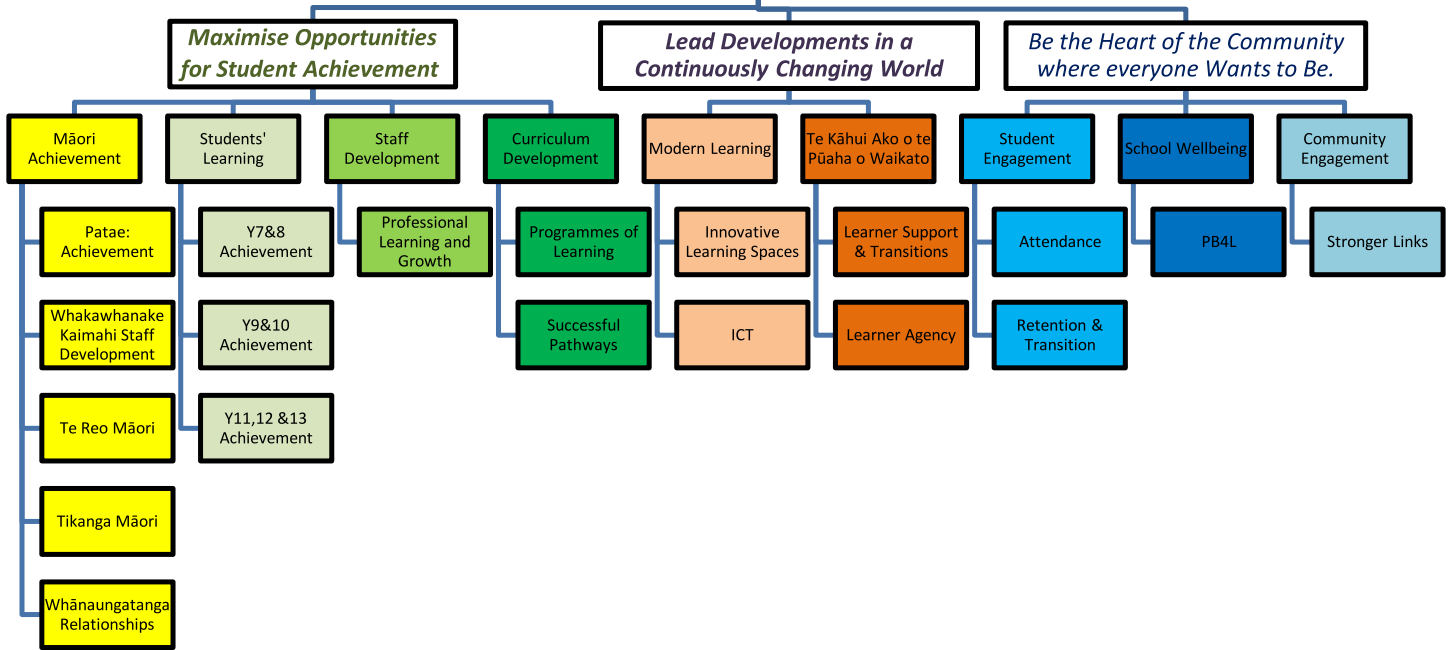 Maximise Opportunities
for Student Achievement
Lead Developments in a
Continuously Changing World
Be the Heart of the Community
where everyone Wants to Be.
Māori
Achievement
Students'
Learning
Staff
Development
Curriculum
Development
Modern Learning
Te Kāhui Ako o te
Pūaha o Waikato
Student
Engagement
School Wellbeing
Community
Engagement
Patae:
Achievement
Y7&8
Achievement
Professional
Learning and
Growth
Programmes of
Learning
Innovative
Learning Spaces
Learner Support
& Transitions
Attendance
PB4L
Stronger Links
Whakawhanake
Kaimahi Staff
Development
Y9&10
Achievement
Successful
Pathways
ICT
Learner Agency
Retention &
Transition
Te Reo Māori
Y11,12 &13
Achievement
Tikanga Māori
Whānaungatanga
Relationships